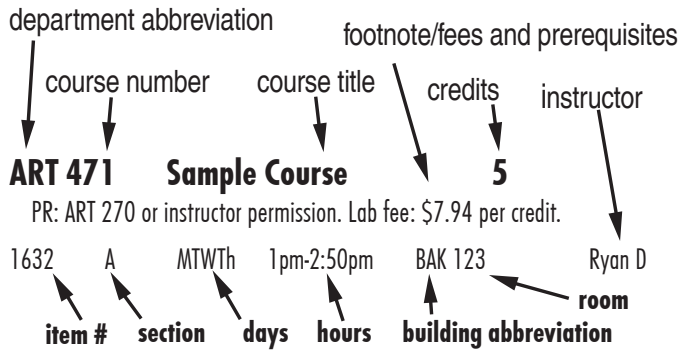 department abbreviation
footnote/fees and prerequisites
course number course title credits instructor
ART 471 Sample Course 5
PR: ART 270 or instructor permission. Lab fee: $7.94 per credit.
1632 A MTWTh 1pm-2:50pm BAK 123 Ryan D
room
item # section days hours building abbreviation